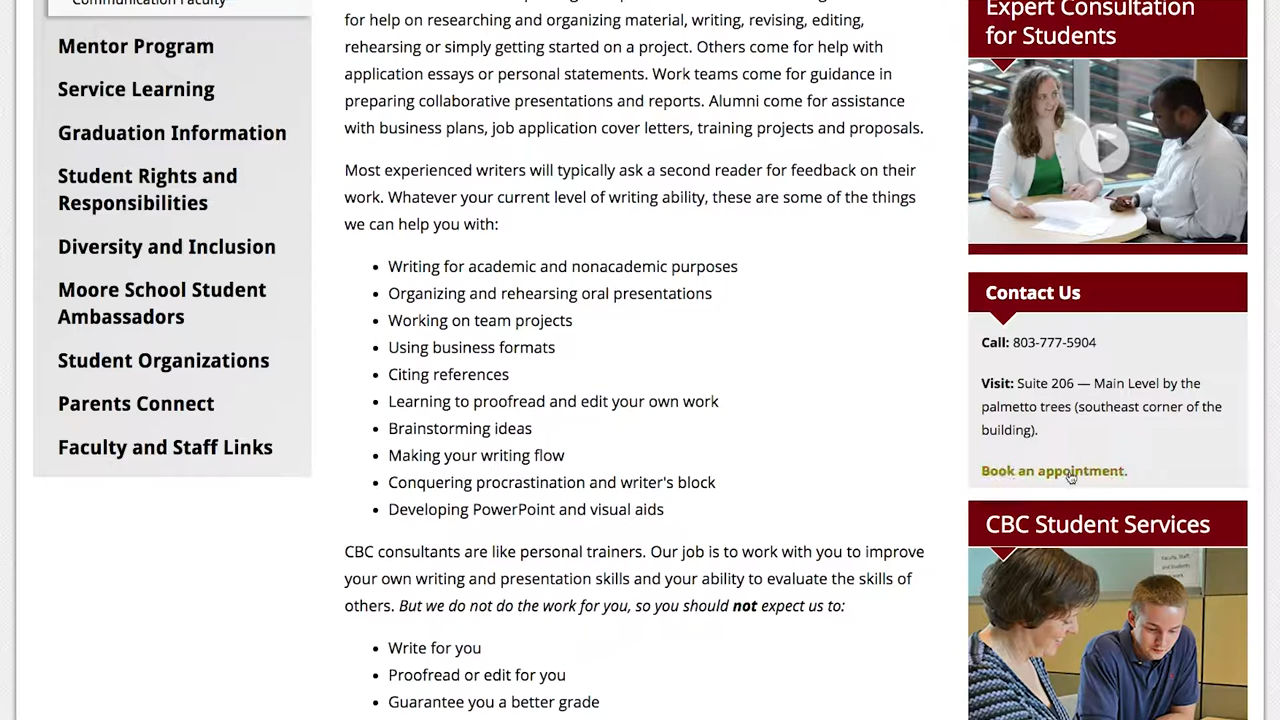 Communication Faculty
Mentor Program
Service Learning
Graduation Information
Student Rights and
Responsibilities
Diversity and Inclusion
Moore School Student
Ambassadors
Student Organizations
Parents Connect
Faculty and Staff Links
for help on researching and organizing material, writing, revising, editing,
rehearsing or simply getting started on a project. Others come for help with
application essays or personal statements. Work teams come for guidance in
preparing collaborative presentations and reports. Alumni come for assistance
with business plans, job application cover letters, training projects and proposals.
Most experienced writers will typically ask a second reader for feedback on their
work. Whatever your current level of writing ability, these are some of the things
we can help you with:
• Writing for academic and nonacademic purposes
• Organizing and rehearsing oral presentations
• Working on team projects
• Using business formats
• Citing references
• Learning to proofread and edit your own work
• Brainstorming ideas
• Making your writing flow
• Conquering procrastination and writer's block
• Developing PowerPoint and visual aids
CBC consultants are like personal trainers. Our job is to work with you to improve
your own writing and presentation skills and your ability to evaluate the skills of
others. But we do not do the work for you, so you should not expect us to:
• Write for you
• Proofread or edit for you
• Guarantee you a better grade
Expert Consultation
for Students
Contact Us
Call: 803-777-5904
Visit: Suite 206 — Main Level by the
palmetto trees (southeast corner of the
building).
Book an appointment.
CBC Student Services